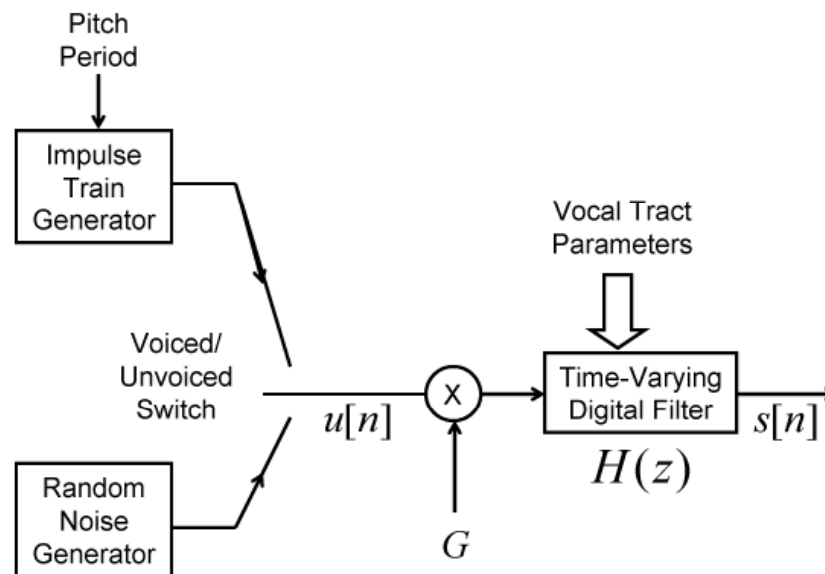 Pitch
Period
Impulse
Train
Generator
Vocal Tract
Parameters
Voiced/
Unvoiced
Switch
u[n]
X
Time-Varying
Digital Filter
s[n]
H(z)
Random
Noise
Generator
G